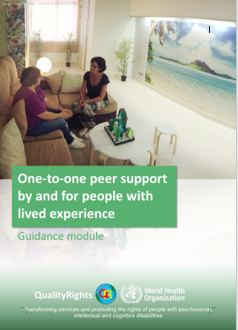 One-to-one peer support
by and for people with
lived experience
Guidance module
QualityRights
World Health
Organization
Transforming services and promoting the rights of people with psychosocial,
intellectual and cognitive disabilities